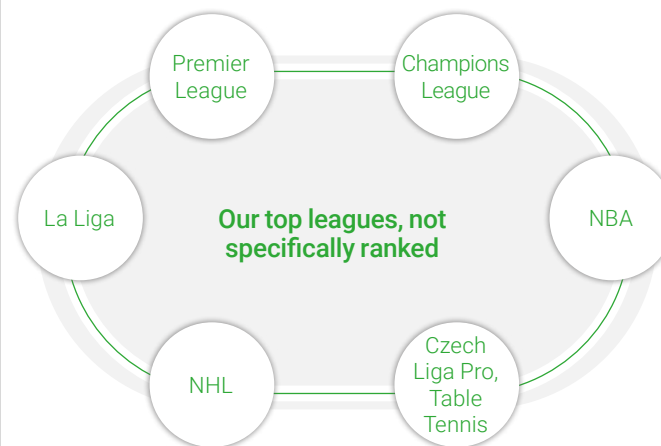 Premier
League
Champions
League
La Liga
Our top leagues, not
specifically ranked
NBA
NHL
Czech
Liga Pro,
Table
Tennis